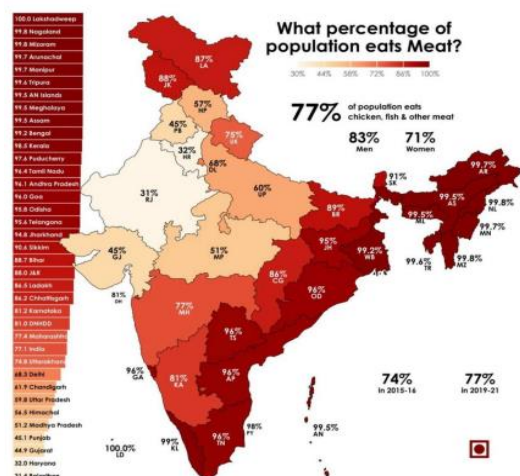 What percentage of
population eats Meat?
30%
44%
58%
72%
86%
100%
77% of population eats
chicken, fish & other meat
83%
Men
71%
Women
100.0 Lakshadweep
99.8 Nagaland
99.8 Mizoram
99.7 Arunachal
99.7 Manipur
99.6 Tripura
99.5 AN Islands
99.5 Meghalaya
99.5 Assam
99.2 Bengal
98.5 Kerala
97.6 Puducherry
96.4 Tamil Nadu
96.1 Andhra Pradesh
96.0 Goa
95.8 Odisha
95.6 Telangana
94.8 Jharkhand
90.6 Sikkim
88.7 Bihar
88.0 J&K
86.5 Ladakh
86.2 Chhattisgarh
81.2 Karnataka
81.0 DNHDD
77.4 Maharashtra
77.1 India
74.8 Uttarakhand
68.3 Delhi
61.9 Chandigarh
59.8 Uttar Pradesh
56.5 Himachal
51.2 Madhya Pradesh
45.1 Punjab
44.9 Gujarat
32.0 Haryana
87%
LA
88%
JK
57%
HP
45%
PB
75%
UK
32%
HR
68%
DL
31%
RJ
60%
UP
91%
SK
99.7%
AR
89%
BR
99.5%
AS
99.8%
NL
99.5%
ML
99.7%
MN
45%
GJ
51%
MP
95%
JH
99.2%
WB
99.6%
TR
99.8%
MZ
86%
CG
96%
OD
81%
DH
77%
MH
96%
TS
96%
GA
81%
KA
96%
AP
98%
PY
99.5%
AN
100.0%
LD
99%
KL
96%
TN
74%
in 2015-16
77%
in 2019-21